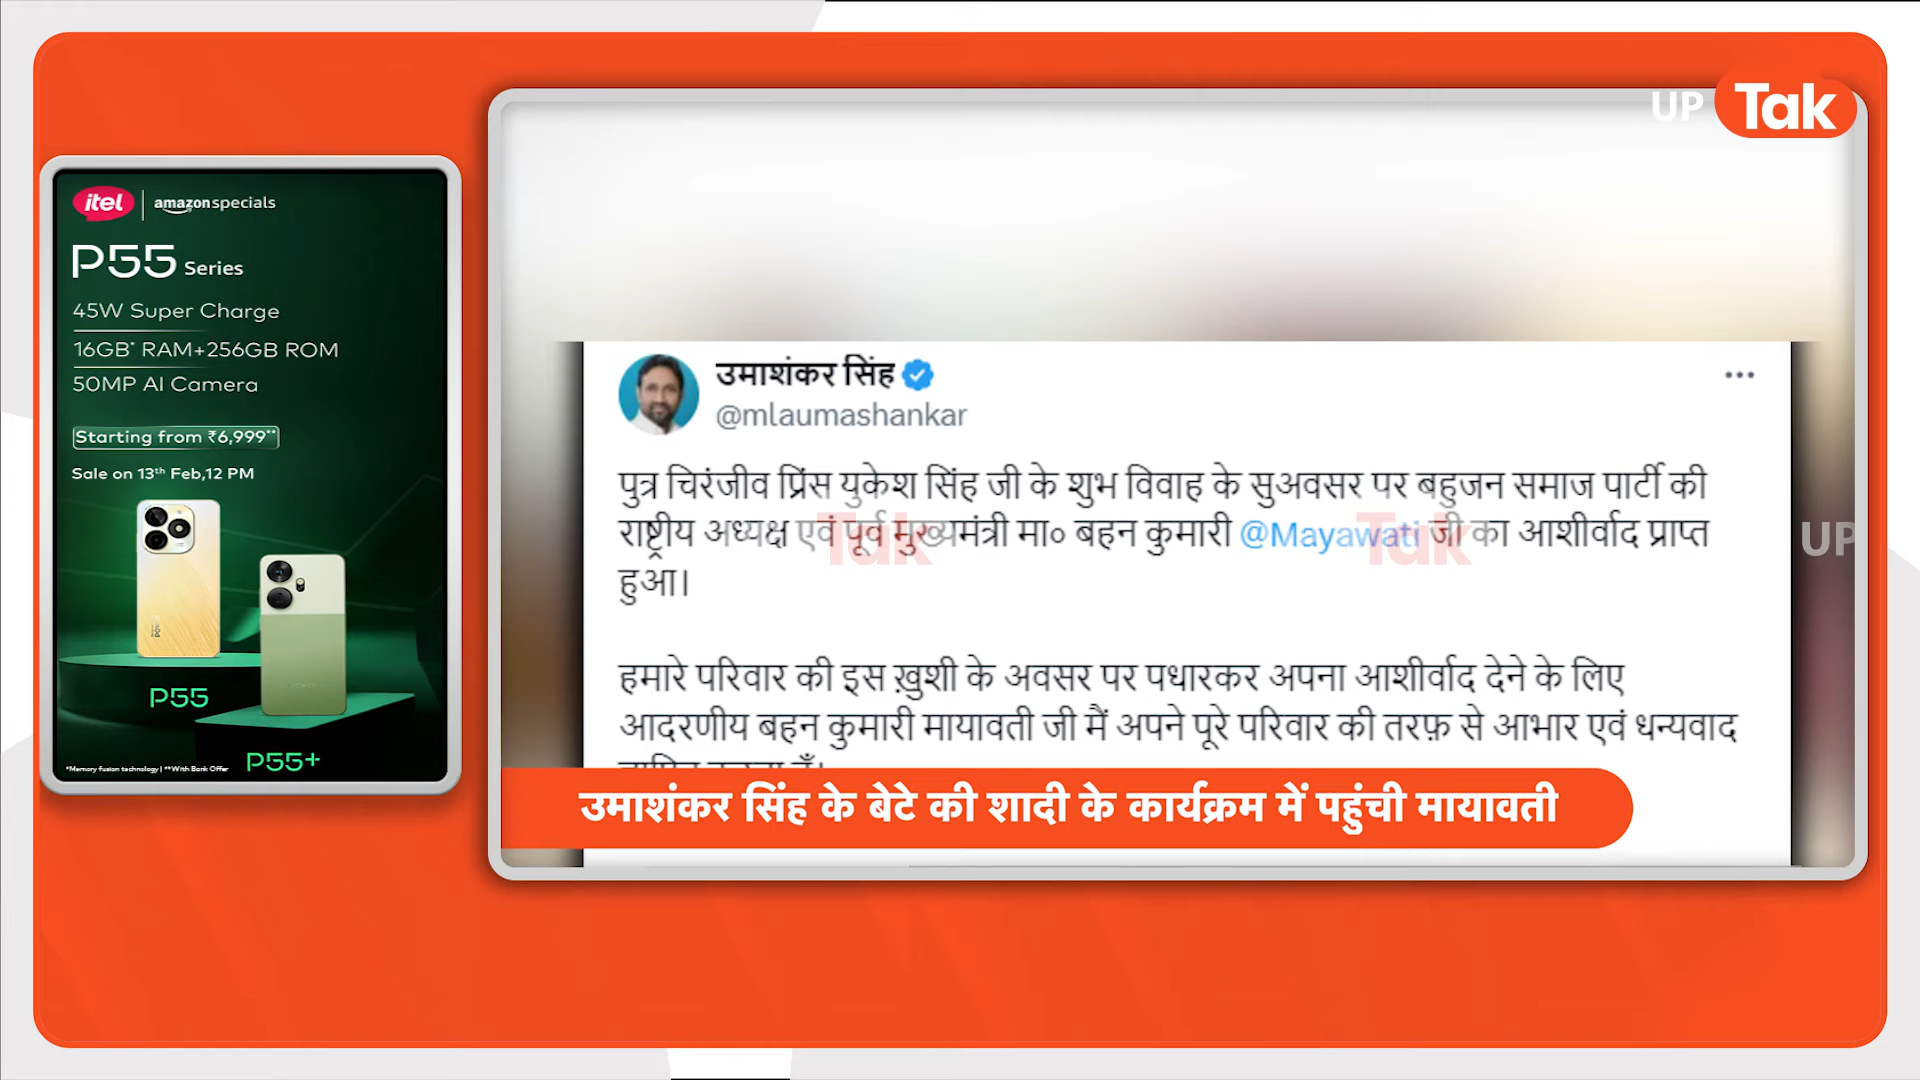 UP Tak
itel | amazonspecials
P55 Series
45W Super Charge
16GB* RAM+256GB ROM
50MP AI Camera
Starting from ₹6,999**
Sale on 13th Feb,12 PM
P55
P55+
*Memory fusion technology | **With Bank Offer
उमाशंकर सिंह
@mlaumashankar
पुत्र चिरंजीव प्रिंस युकेश सिंह जी के शुभ विवाह के सुअवसर पर बहुजन समाज पार्टी की
राष्ट्रीय अध्यक्ष एवं पूर्व मुख्यमंत्री मा० बहन कुमारी @Mayawati जी का आशीर्वाद प्राप्त
हुआ।
हमारे परिवार की इस ख़ुशी के अवसर पर पधारकर अपना आशीर्वाद देने के लिए
आदरणीय बहन कुमारी मायावती जी मैं अपने पूरे परिवार की तरफ़ से आभार एवं धन्यवाद
Tak
Tak
UP
उमाशंकर सिंह के बेटे की शादी के कार्यक्रम में पहुंची मायावती